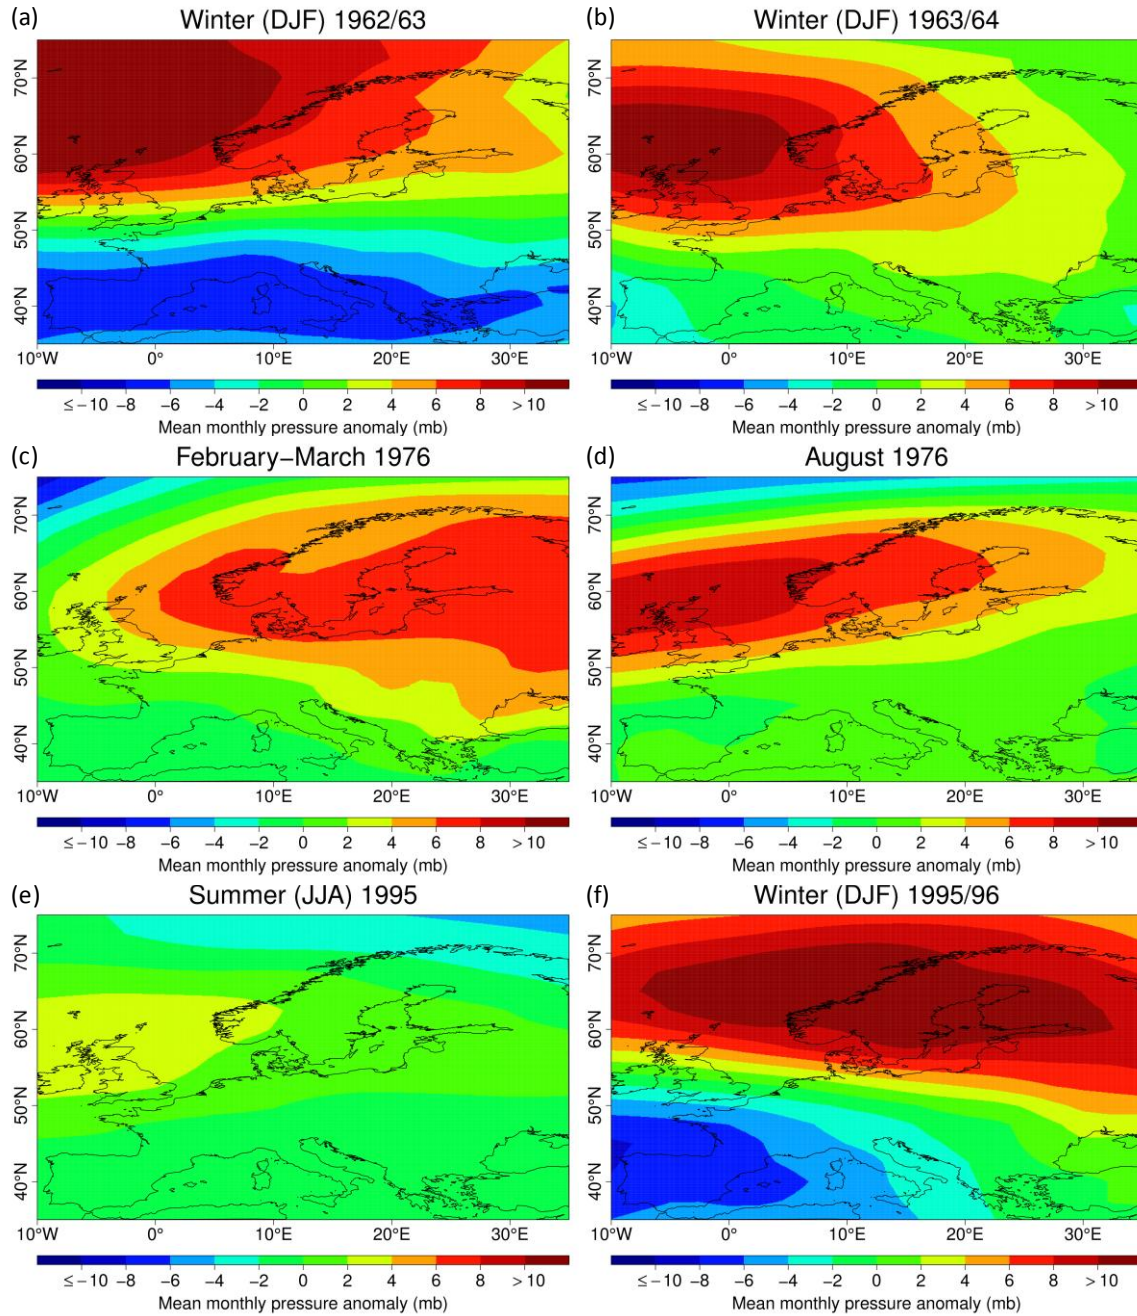 (a) Winter (DJF) 1962/63
70°N
60°N
50°N
40°N
10°W 0° 10°E 20°E 30°E
≤−10 −8 −6 −4 −2 0 2 4 6 8 >10
Mean monthly pressure anomaly (mb)
(b) Winter (DJF) 1963/64
70°N
60°N
50°N
40°N
10°W 0° 10°E 20°E 30°E
≤−10 −8 −6 −4 −2 0 2 4 6 8 >10
Mean monthly pressure anomaly (mb)
(c) February−March 1976
70°N
60°N
50°N
40°N
10°W 0° 10°E 20°E 30°E
≤−10 −8 −6 −4 −2 0 2 4 6 8 >10
Mean monthly pressure anomaly (mb)
(d) August 1976
70°N
60°N
50°N
40°N
10°W 0° 10°E 20°E 30°E
≤−10 −8 −6 −4 −2 0 2 4 6 8 >10
Mean monthly pressure anomaly (mb)
(e) Summer (JJA) 1995
70°N
60°N
50°N
40°N
10°W 0° 10°E 20°E 30°E
≤−10 −8 −6 −4 −2 0 2 4 6 8 >10
Mean monthly pressure anomaly (mb)
(f) Winter (DJF) 1995/96
70°N
60°N
50°N
40°N
10°W 0° 10°E 20°E 30°E
≤−10 −8 −6 −4 −2 0 2 4 6 8 >10
Mean monthly pressure anomaly (mb)